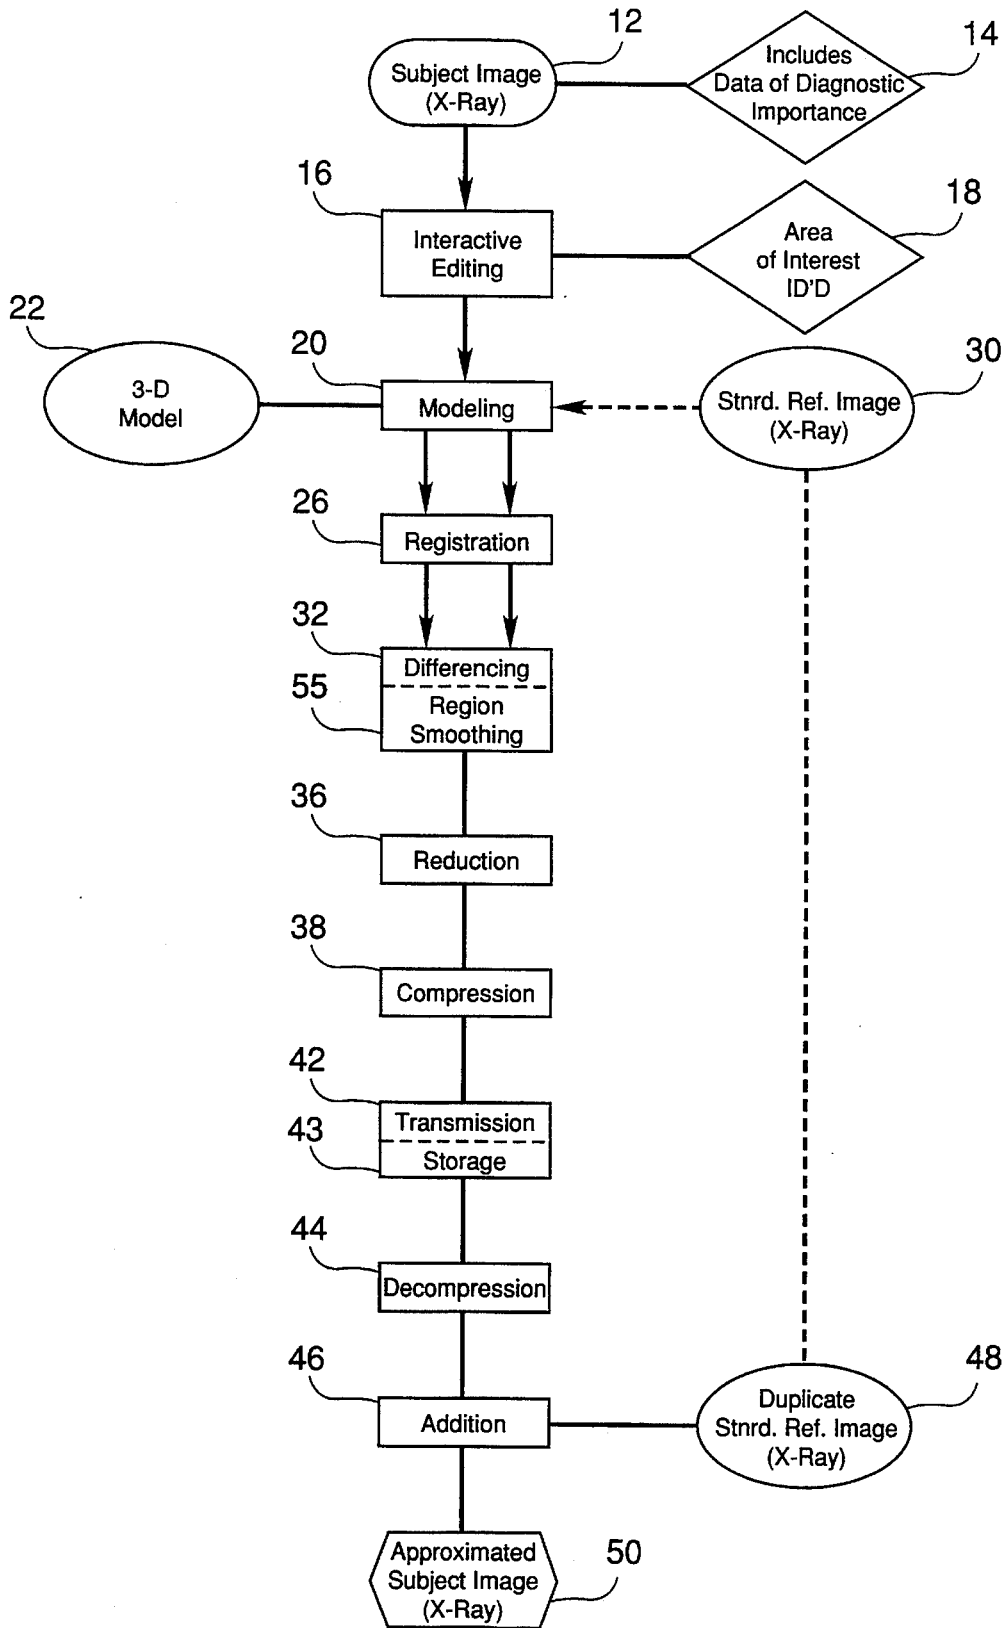 12
14
Subject Image
(X-Ray)
Includes
Data of Diagnostic
Importance
16
18
Interactive
Editing
Area
of Interest
ID'D
22
20
30
3-D
Model
Modeling
Stnrd. Ref. Image
(X-Ray)
26
Registration
32
Differencing
55
Region
Smoothing
36
Reduction
38
Compression
42
Transmission
43
Storage
44
Decompression
46
48
Addition
Duplicate
Stnrd. Ref. Image
(X-Ray)
Approximated
Subject Image
(X-Ray)
50